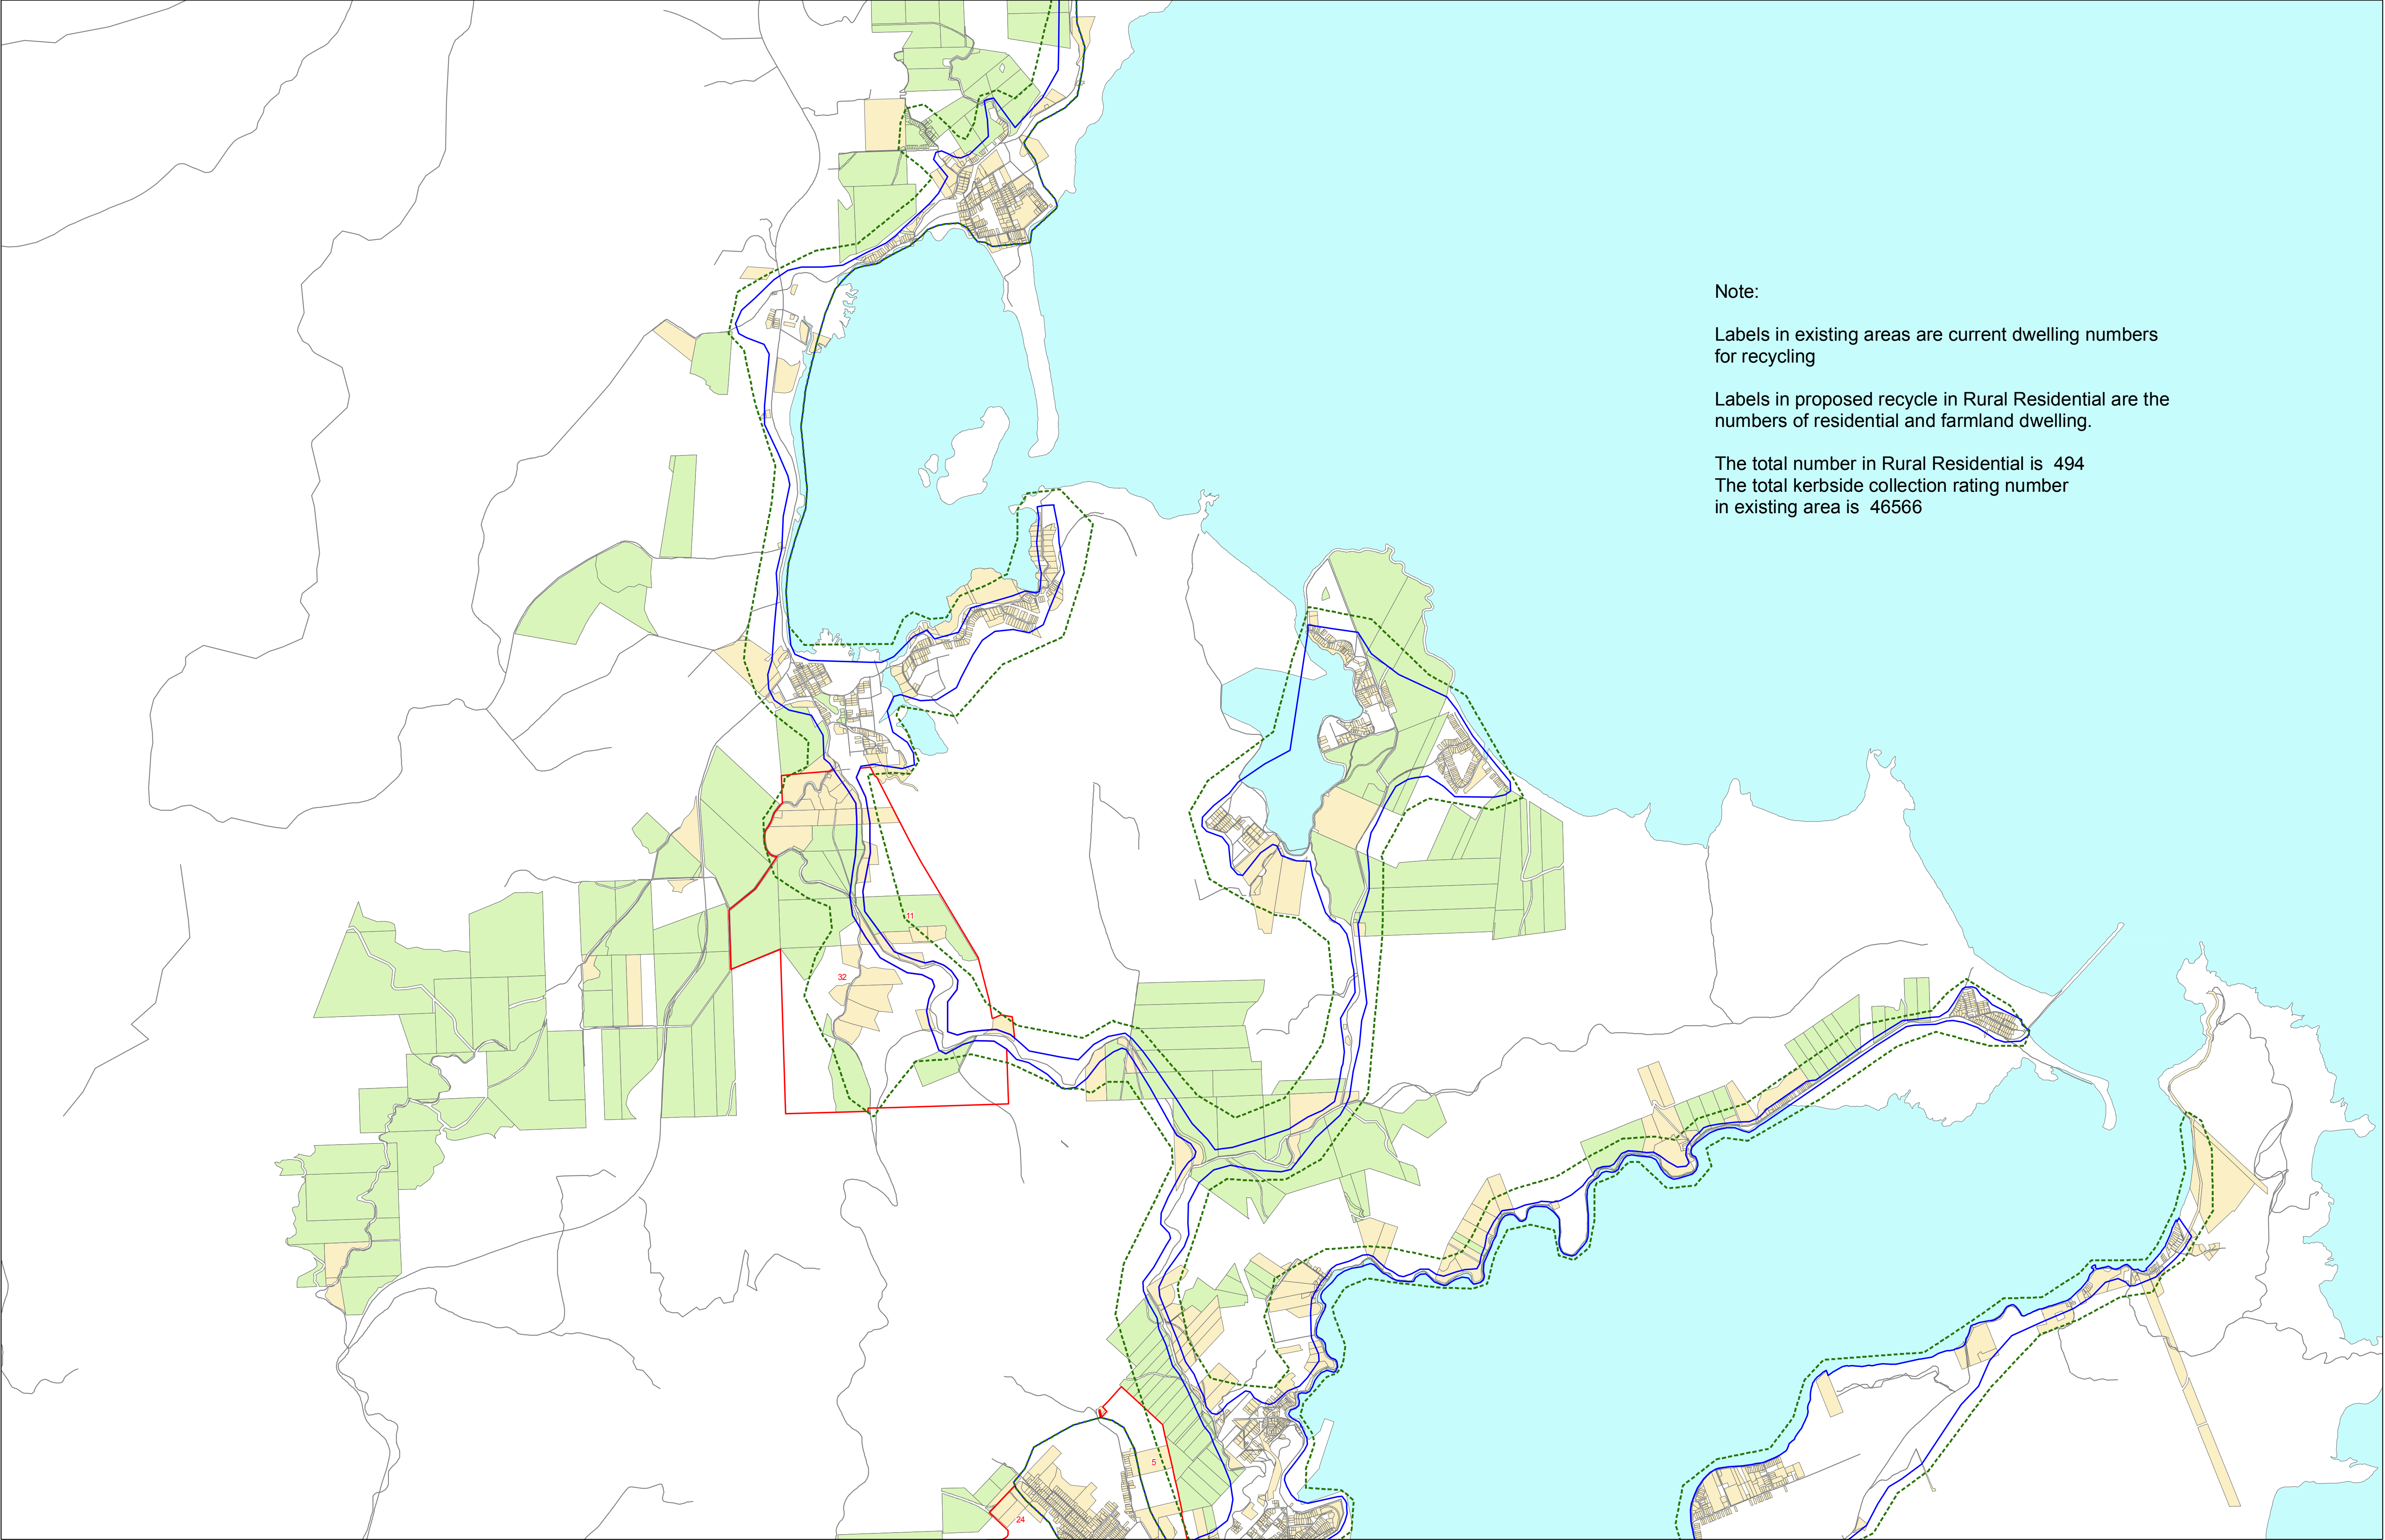 Note:
Labels in existing areas are current dwelling numbers
for recycling
Labels in proposed recycle in Rural Residential are the
numbers of residential and farmland dwelling.
The total number in Rural Residential is  494
The total kerbside collection rating number
in existing area is  46566
11
32
5
24